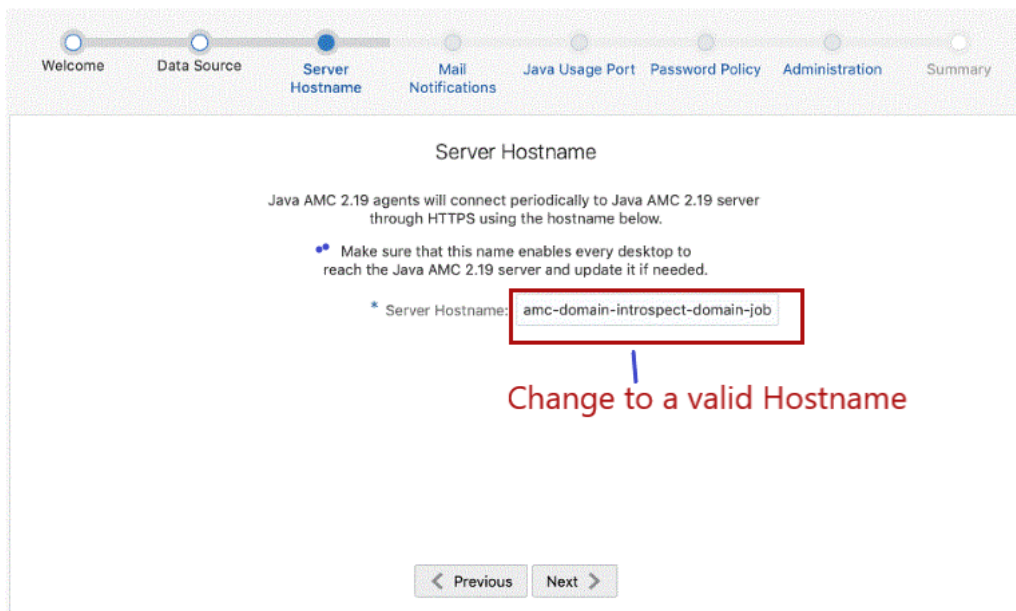 Welcome
Data Source
Server
Hostname
Mail
Notifications
Java Usage Port
Password Policy
Administration
Summary
Server Hostname
Java AMC 2.19 agents will connect periodically to Java AMC 2.19 server
through HTTPS using the hostname below.
Make sure that this name enables every desktop to
reach the Java AMC 2.19 server and update it if needed.
* Server Hostname: amc-domain-introspect-domain-job
Change to a valid Hostname
Previous
Next